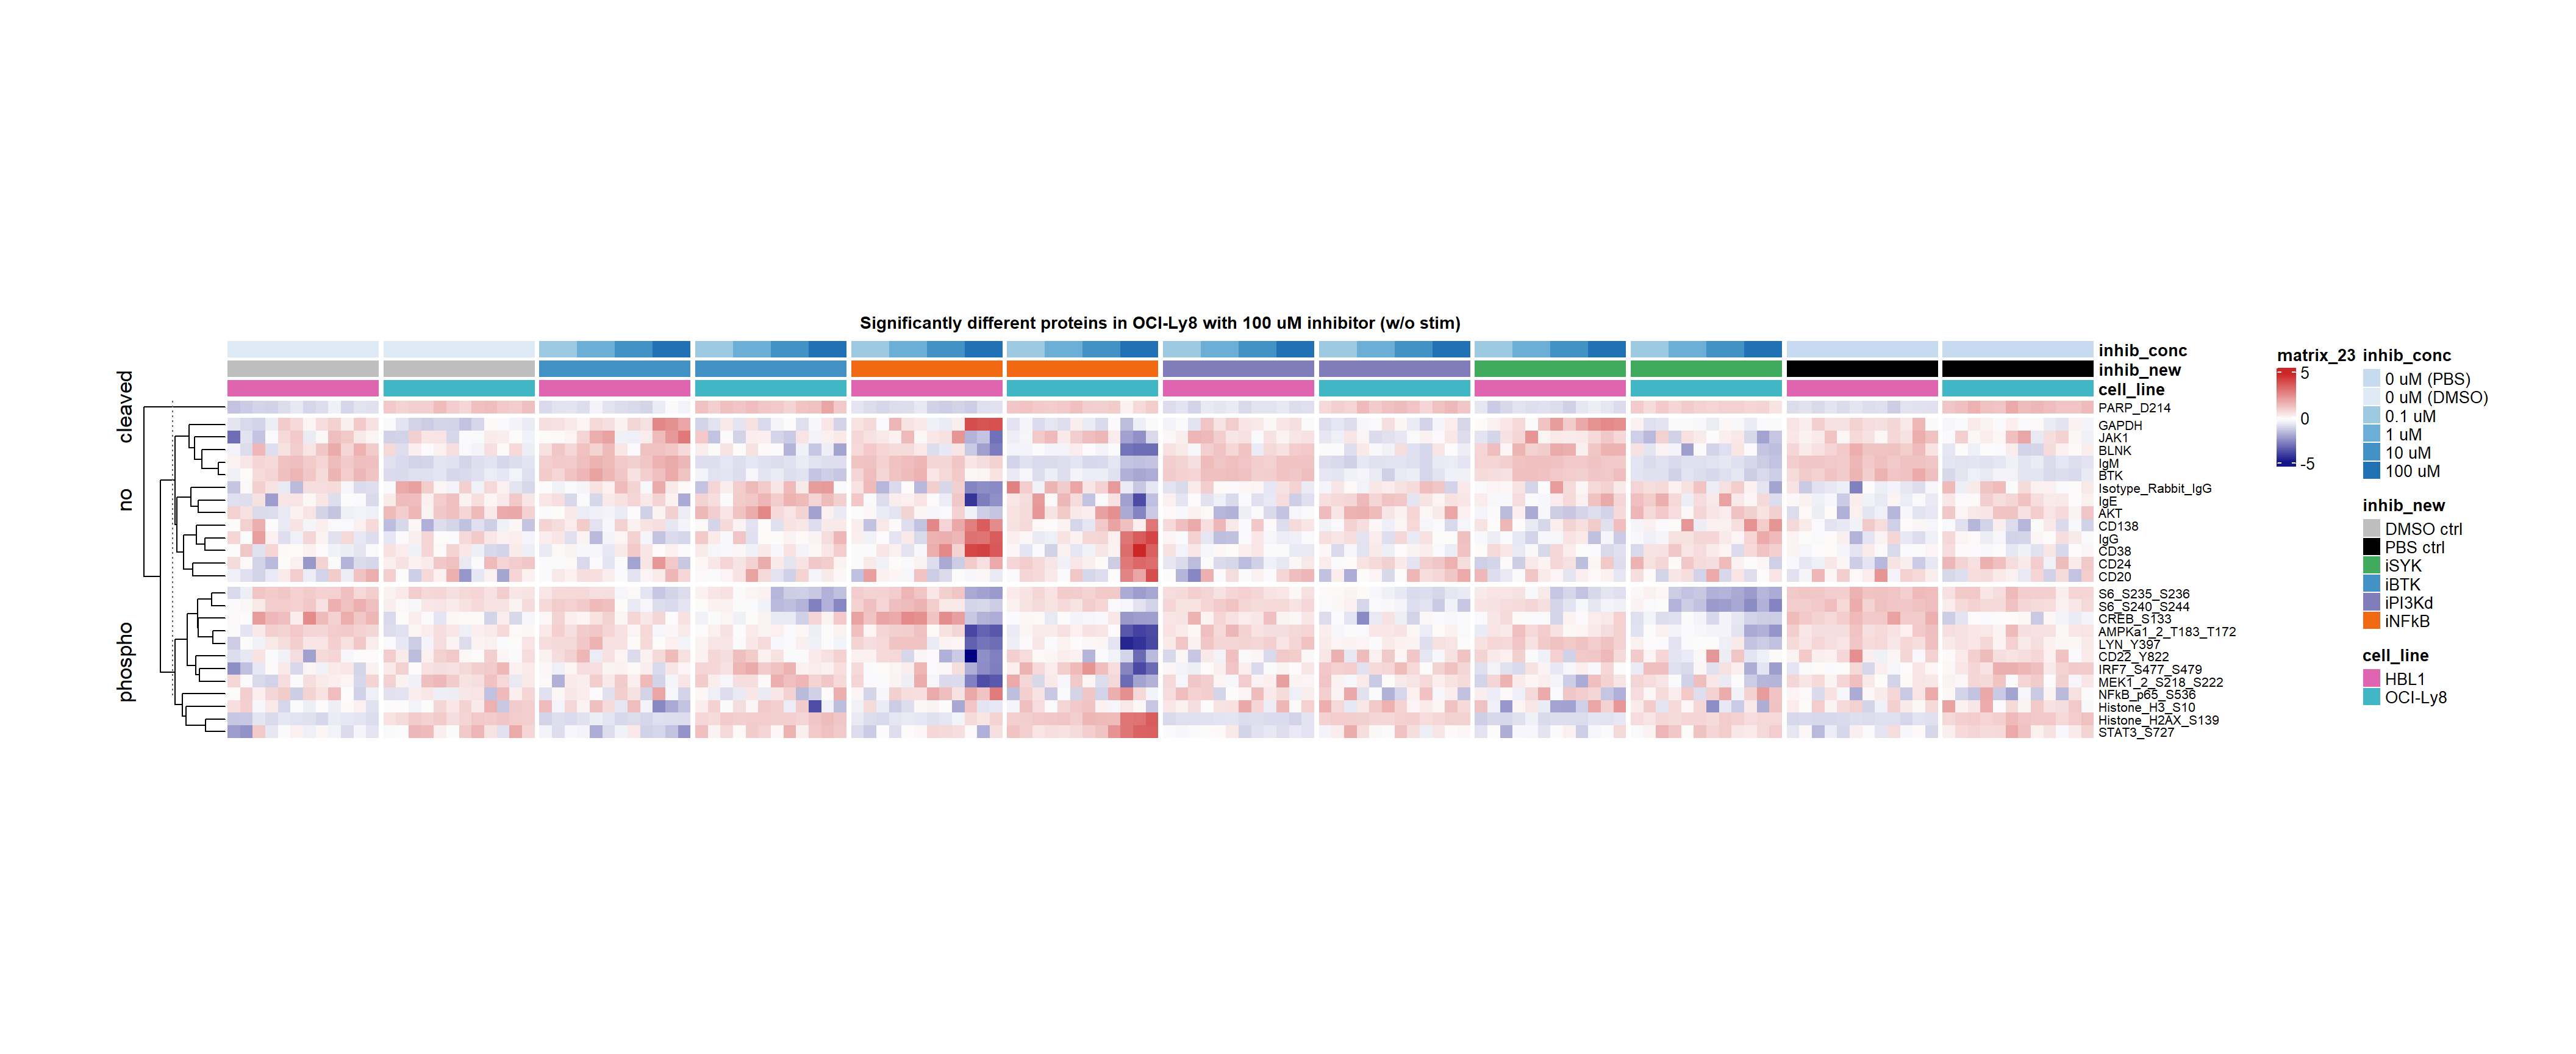 Significantly different proteins in OCI-Ly8 with 100 uM inhibitor (w/o stim)
inhib_conc
inhib_new
cell_line
cleaved
no
phospho
PARP_D214
GAPDH
JAK1
BLNK
IgM
BTK
Isotype_Rabbit_IgG
IgE
AKT
CD138
IgG
CD38
CD24
CD20
S6_S235_S236
S6_S240_S244
CREB_S133
AMPKa1_2_T183_T172
LYN_Y397
CD22_Y822
IRF7_S477_S479
MEK1_2_S218_S222
NFkB_p65_S536
Histone_H3_S10
Histone_H2AX_S139
STAT3_S727
matrix_23
5
0
-5
inhib_conc
0 uM (PBS)
0 uM (DMSO)
0.1 uM
1 uM
10 uM
100 uM
inhib_new
DMSO ctrl
PBS ctrl
iSYK
iBTK
iPI3Kd
iNFkB
cell_line
HBL1
OCI-Ly8